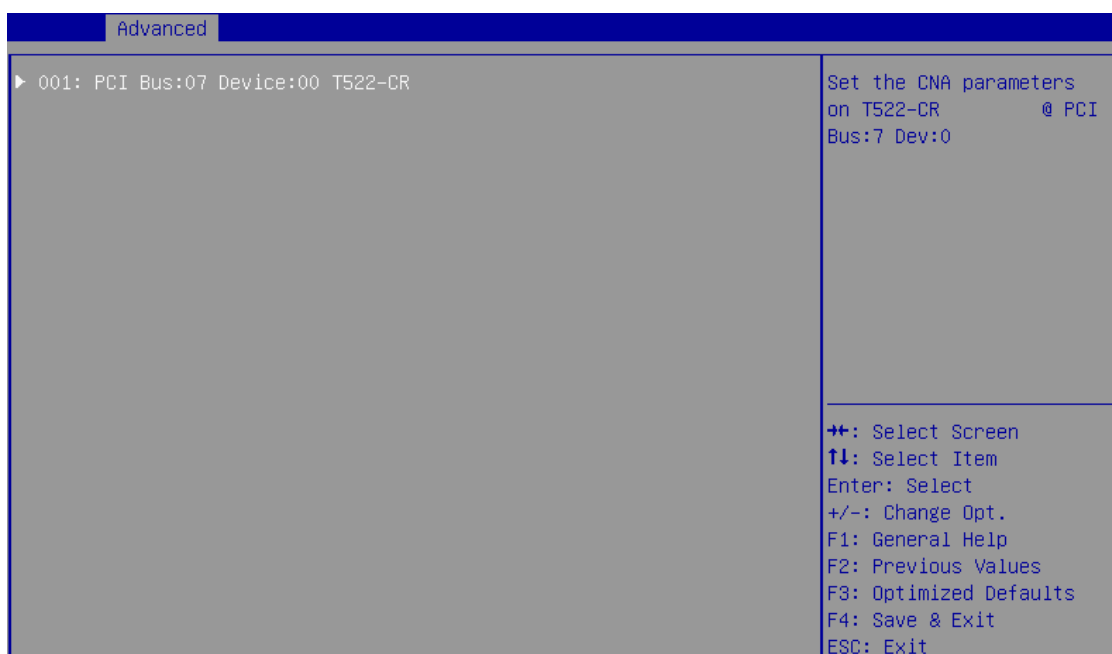 Advanced
▶ 001: PCI Bus:07 Device:00 T522-CR
Set the CNA parameters
on T522-CR @ PCI
Bus:7 Dev:0
→←: Select Screen
↑↓: Select Item
Enter: Select
+/-: Change Opt.
F1: General Help
F2: Previous Values
F3: Optimized Defaults
F4: Save & Exit
ESC: Exit